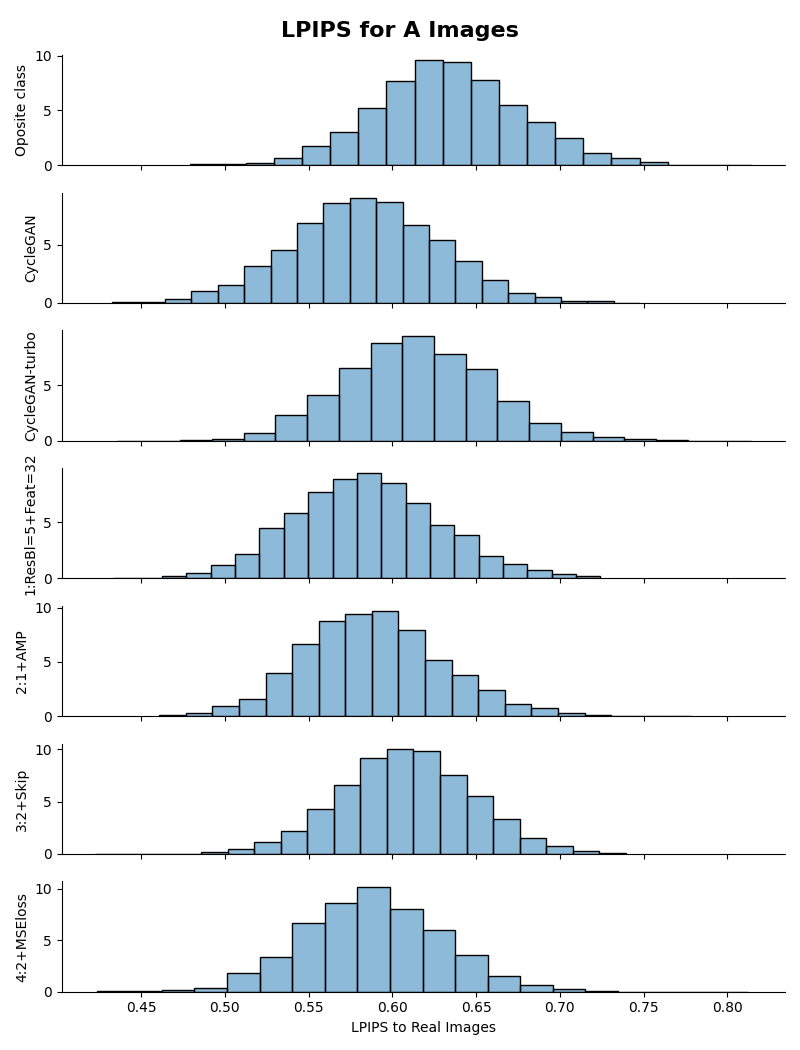 LPIPS for A Images
10
5
0
Oposite class
5
0
CycleGAN
5
0
CycleGAN-turbo
5
0
1:ResBl=5+Feat=32
10
5
0
2:1+AMP
10
5
0
3:2+Skip
10
5
0
4:2+MSEloss
0.45 0.50 0.55 0.60 0.65 0.70 0.75 0.80
LPIPS to Real Images